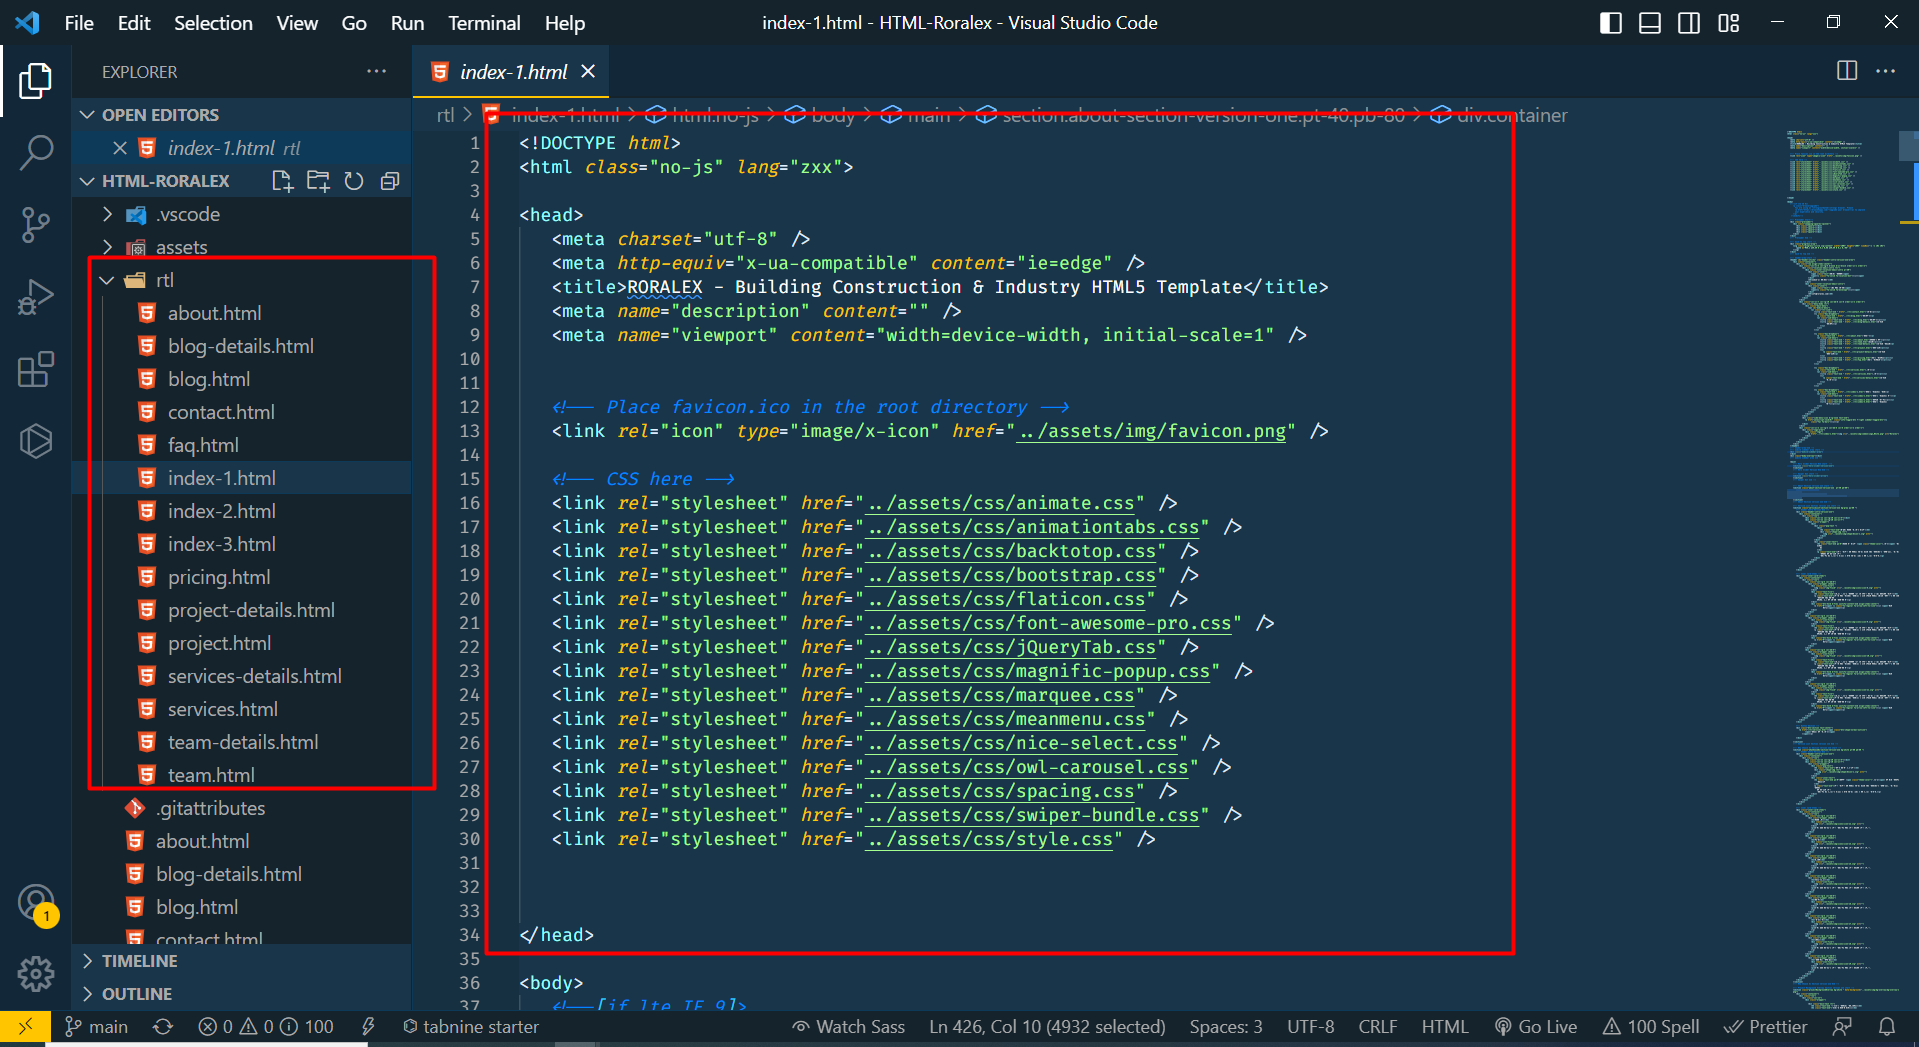 File Edit Selection View Go Run Terminal Help
index-1.html - HTML-Roralex - Visual Studio Code
EXPLORER
OPEN EDITORS
index-1.html rtl
HTML-RORALEX
.vscode
assets
rtl
about.html
blog-details.html
blog.html
contact.html
faq.html
index-1.html
index-2.html
index-3.html
pricing.html
project-details.html
project.html
services-details.html
services.html
team-details.html
team.html
.gitattributes
about.html
blog-details.html
blog.html
contact.html
TIMELINE
OUTLINE
1
index-1.html
rtl > index-1.html > html.no-js > body > main > section.about-section-version-one.pt-40.pb-80 > div.container
1 <!DOCTYPE html>
2 <html class="no-js" lang="zxx">
3
4 <head>
5 <meta charset="utf-8" />
6 <meta http-equiv="x-ua-compatible" content="ie=edge" />
7 <title>RORALEX - Building Construction & Industry HTML5 Template</title>
8 <meta name="description" content="" />
9 <meta name="viewport" content="width=device-width, initial-scale=1" />
10
11
12 <!-- Place favicon.ico in the root directory -->
13 <link rel="icon" type="image/x-icon" href="../assets/img/favicon.png" />
14
15 <!-- CSS here -->
16 <link rel="stylesheet" href="../assets/css/animate.css" />
17 <link rel="stylesheet" href="../assets/css/animationtabs.css" />
18 <link rel="stylesheet" href="../assets/css/backtotop.css" />
19 <link rel="stylesheet" href="../assets/css/bootstrap.css" />
20 <link rel="stylesheet" href="../assets/css/flaticon.css" />
21 <link rel="stylesheet" href="../assets/css/font-awesome-pro.css" />
22 <link rel="stylesheet" href="../assets/css/jQueryTab.css" />
23 <link rel="stylesheet" href="../assets/css/magnific-popup.css" />
24 <link rel="stylesheet" href="../assets/css/marquee.css" />
25 <link rel="stylesheet" href="../assets/css/meanmenu.css" />
26 <link rel="stylesheet" href="../assets/css/nice-select.css" />
27 <link rel="stylesheet" href="../assets/css/owl-carousel.css" />
28 <link rel="stylesheet" href="../assets/css/spacing.css" />
29 <link rel="stylesheet" href="../assets/css/swiper-bundle.css" />
30 <link rel="stylesheet" href="../assets/css/style.css" />
31
32
33
34 </head>
35
36 <body>
37 <!--[if lte IE 9]>
main 0 0 100 tabnine starter Watch Sass Ln 426, Col 10 (4932 selected) Spaces: 3 UTF-8 CRLF HTML Go Live 100 Spell Prettier